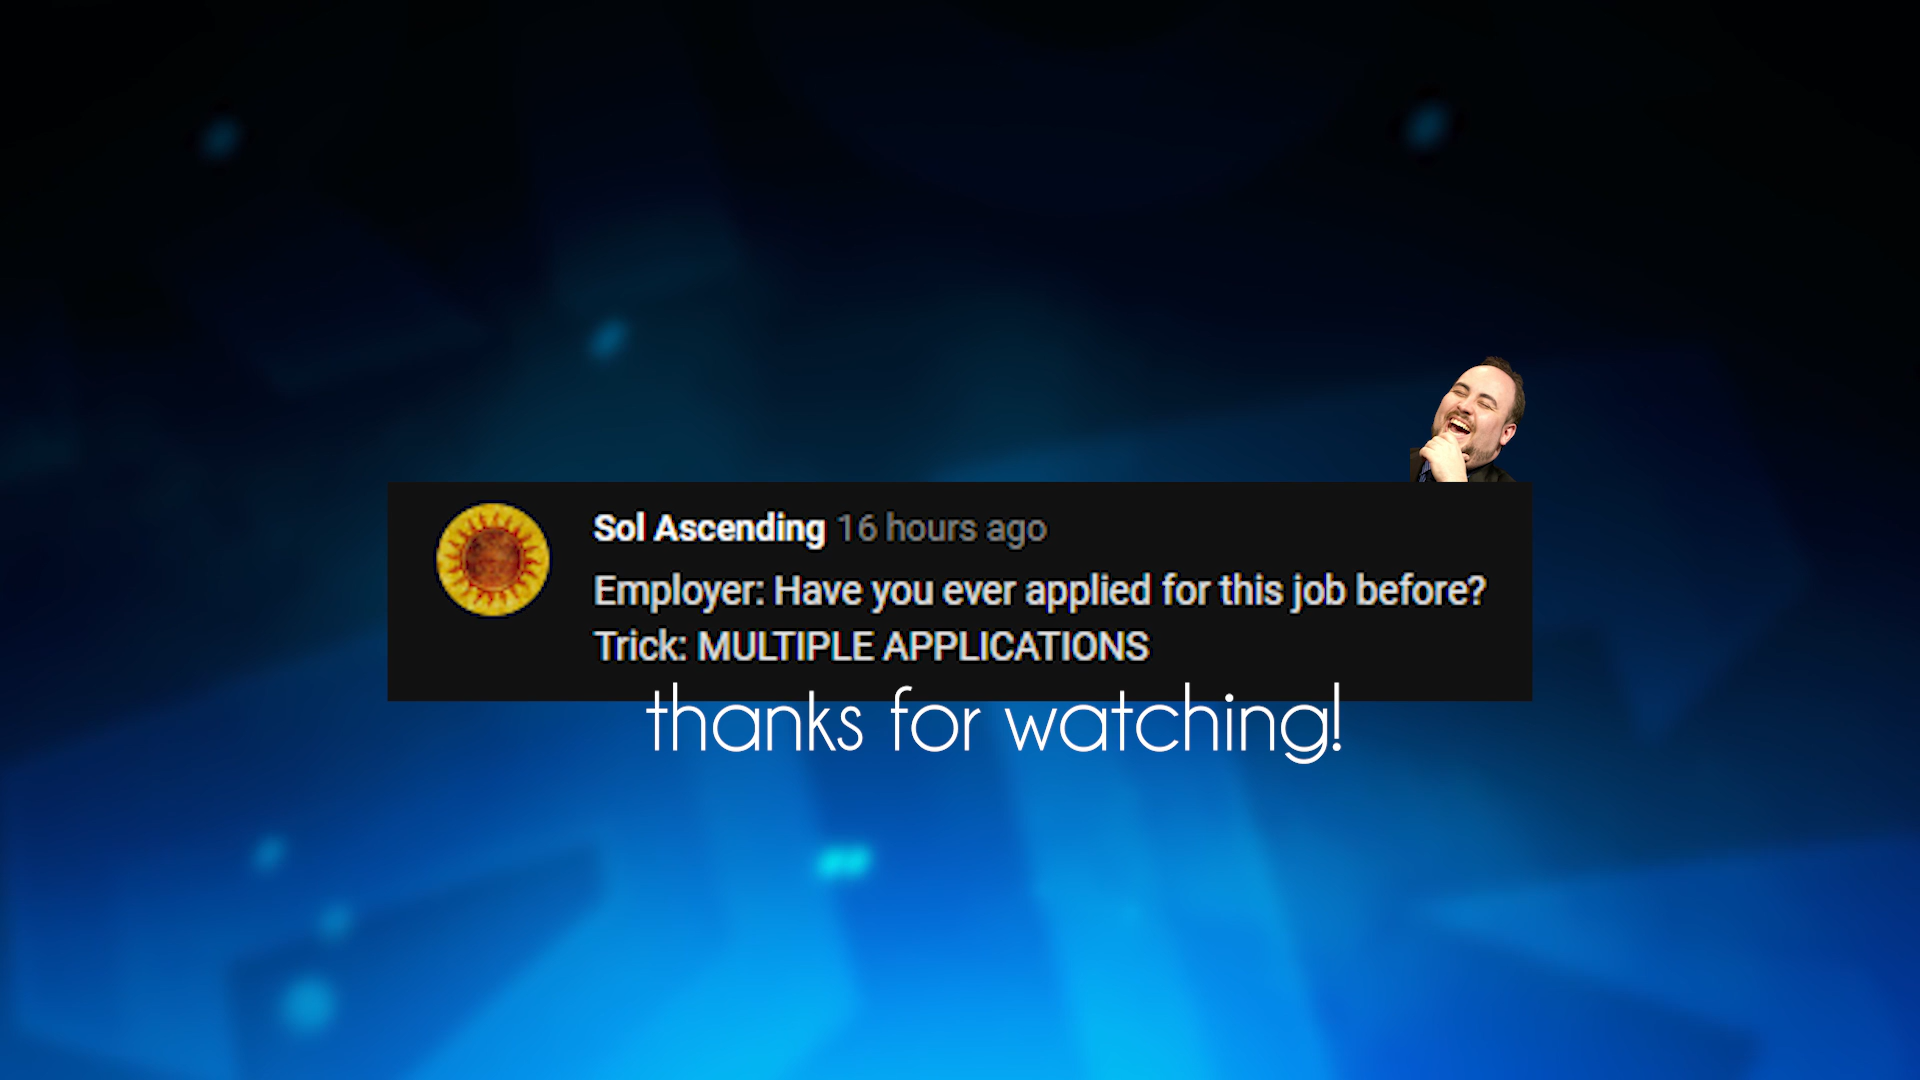 Sol Ascending 16 hours ago
Employer: Have you ever applied for this job before?
Trick: MULTIPLE APPLICATIONS
thanks for watching!